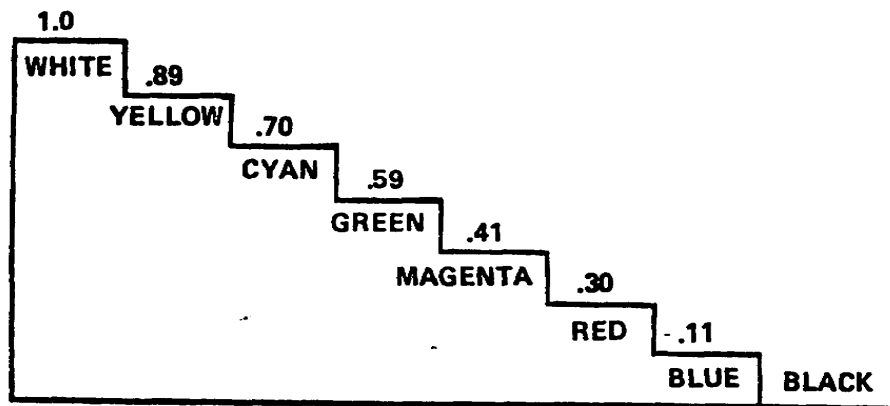 1.0
WHITE
.89
YELLOW
.70
CYAN
.59
GREEN
.41
MAGENTA
.30
RED
.11
BLUE
BLACK